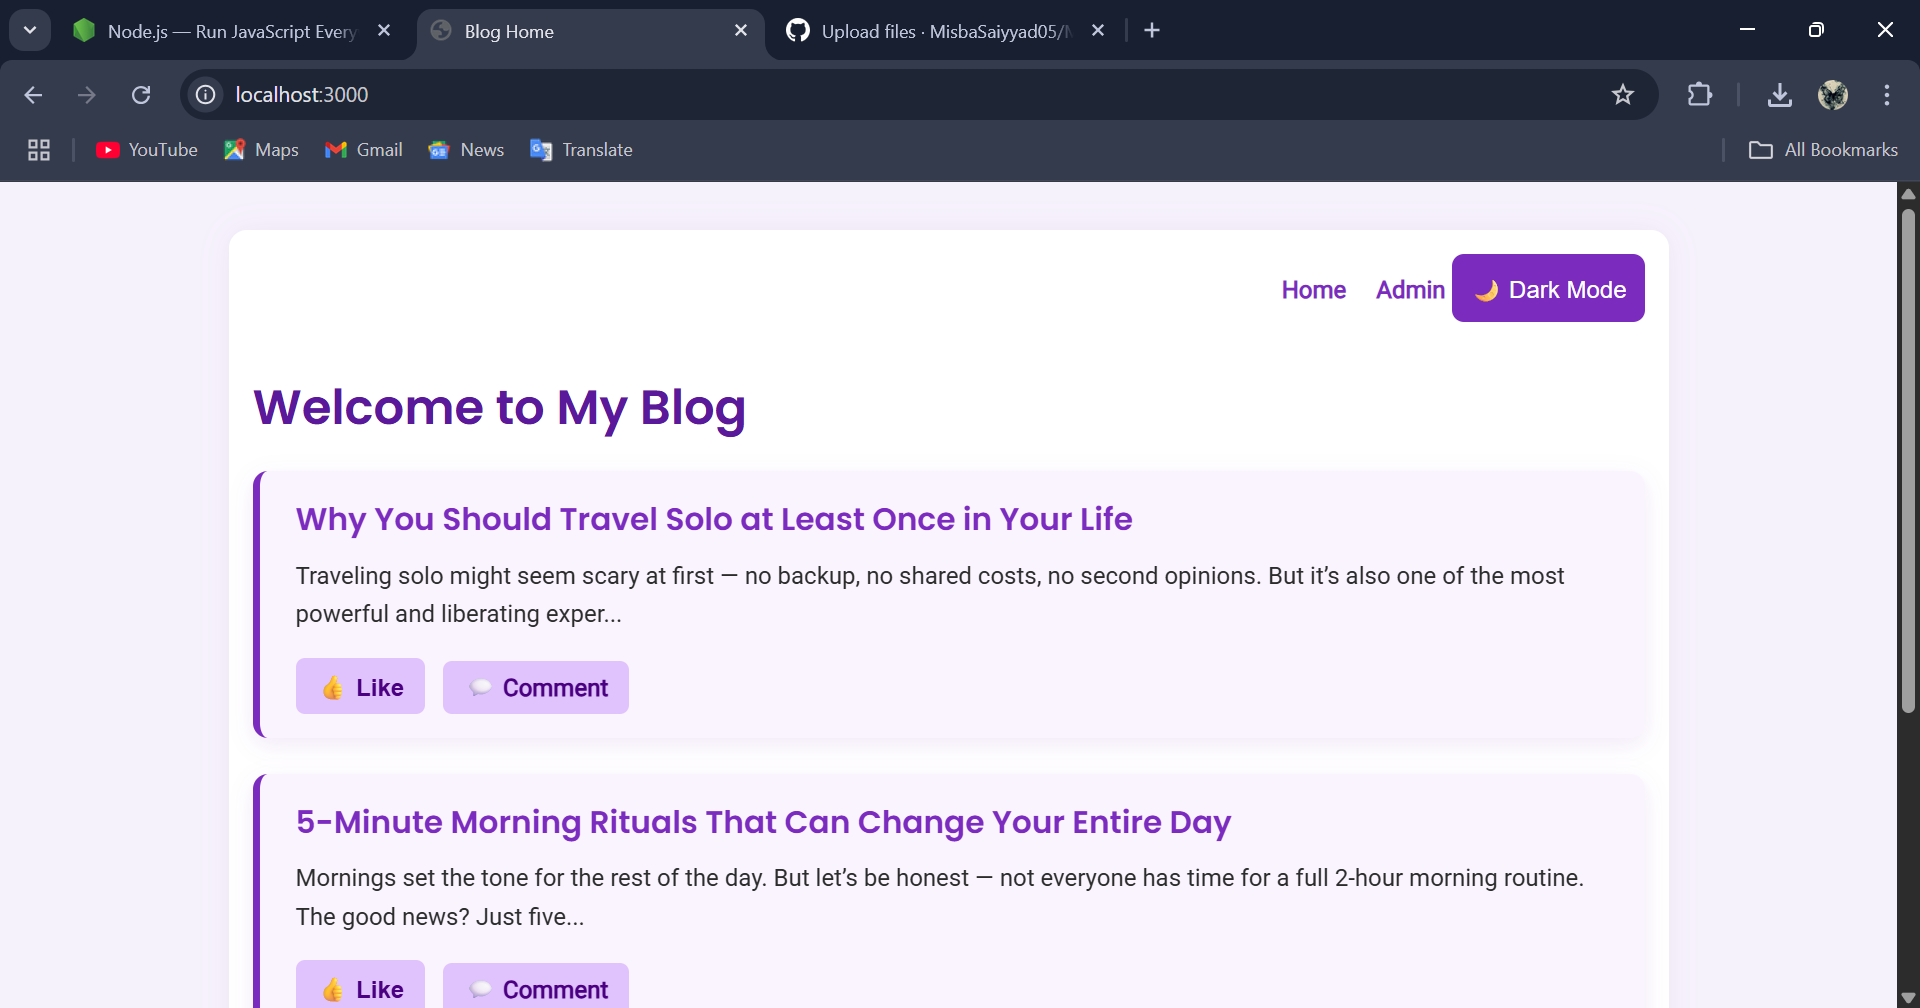 Node.js — Run JavaScript Every
Blog Home
Upload files · MisbaSaiyyad05/
localhost:3000
YouTube
Maps
Gmail
News
Translate
All Bookmarks
Home
Admin
🌙 Dark Mode
Welcome to My Blog
Why You Should Travel Solo at Least Once in Your Life
Traveling solo might seem scary at first — no backup, no shared costs, no second opinions. But it’s also one of the most
powerful and liberating exper...
👍 Like
💬 Comment
5-Minute Morning Rituals That Can Change Your Entire Day
Mornings set the tone for the rest of the day. But let’s be honest — not everyone has time for a full 2-hour morning routine.
The good news? Just five...
👍 Like
💬 Comment